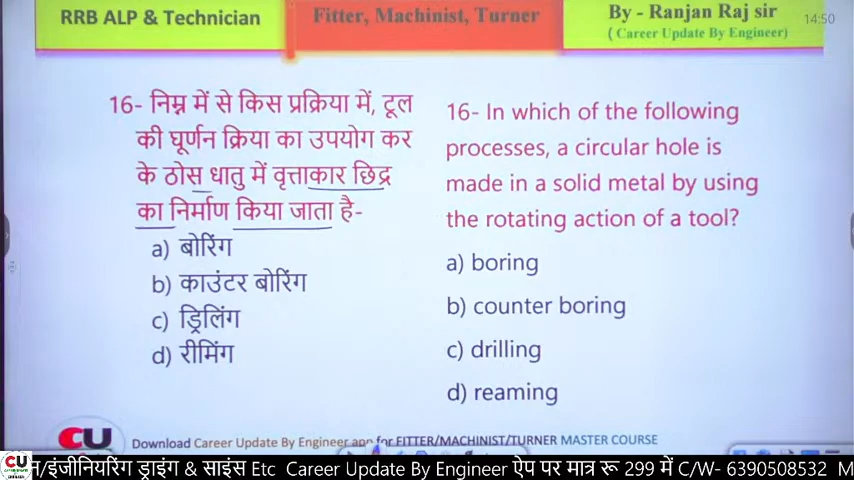 RRB ALP & Technician
Fitter, Machinist, Turner
By - Ranjan Raj sir
( Career Update By Engineer)
14:50
16- निम्न में से किस प्रक्रिया में, टूल
की घूर्णन क्रिया का उपयोग कर
के ठोस धातु में वृत्ताकार छिद्र
का निर्माण किया जाता है-
a) बोरिंग
b) काउंटर बोरिंग
c) ड्रिलिंग
d) रीमिंग
16- In which of the following
processes, a circular hole is
made in a solid metal by using
the rotating action of a tool?
a) boring
b) counter boring
c) drilling
d) reaming
CU
Download Career Update By Engineer app for FITTER/MACHINIST/TURNER MASTER COURSE
CU
न/इंजीनियरिंग ड्राइंग & साइंस Etc Career Update By Engineer ऐप पर मात्र रू 299 में C/W- 6390508532 M